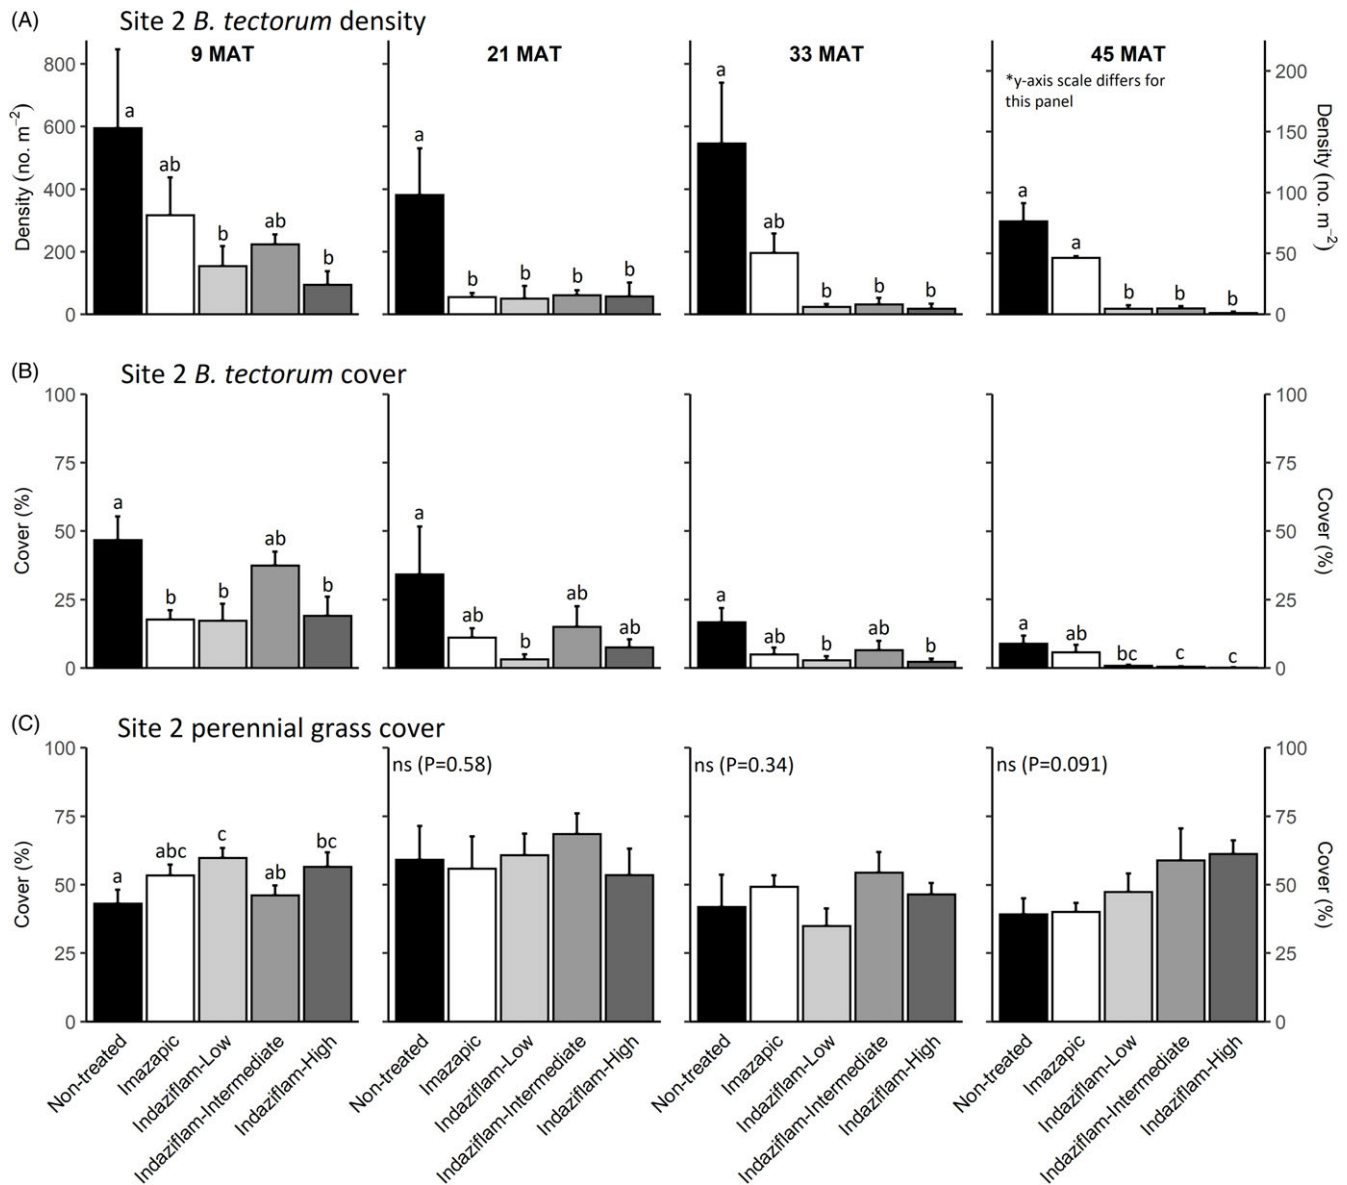 (A) Site 2 B. tectorum density
9 MAT 21 MAT 33 MAT 45 MAT
*y-axis scale differs for
this panel
Density (no. m−2)
800
600
400
200
0
a ab b ab b
a b b b b
a ab b b b
a a b b b
200
150
100
50
0
Density (no. m−2)
(B) Site 2 B. tectorum cover
Cover (%)
100
75
50
25
0
a b b ab b
a ab b ab ab
a ab b ab b
a ab bc c c
100
75
50
25
0
Cover (%)
(C) Site 2 perennial grass cover
Cover (%)
100
75
50
25
0
a abc c ab bc
ns (P=0.58)
ns (P=0.34)
ns (P=0.091)
100
75
50
25
0
Cover (%)
Non-treated
Imazapic
Indaziflam-Low
Indaziflam-Intermediate
Indaziflam-High
Non-treated
Imazapic
Indaziflam-Low
Indaziflam-Intermediate
Indaziflam-High
Non-treated
Imazapic
Indaziflam-Low
Indaziflam-Intermediate
Indaziflam-High
Non-treated
Imazapic
Indaziflam-Low
Indaziflam-Intermediate
Indaziflam-High